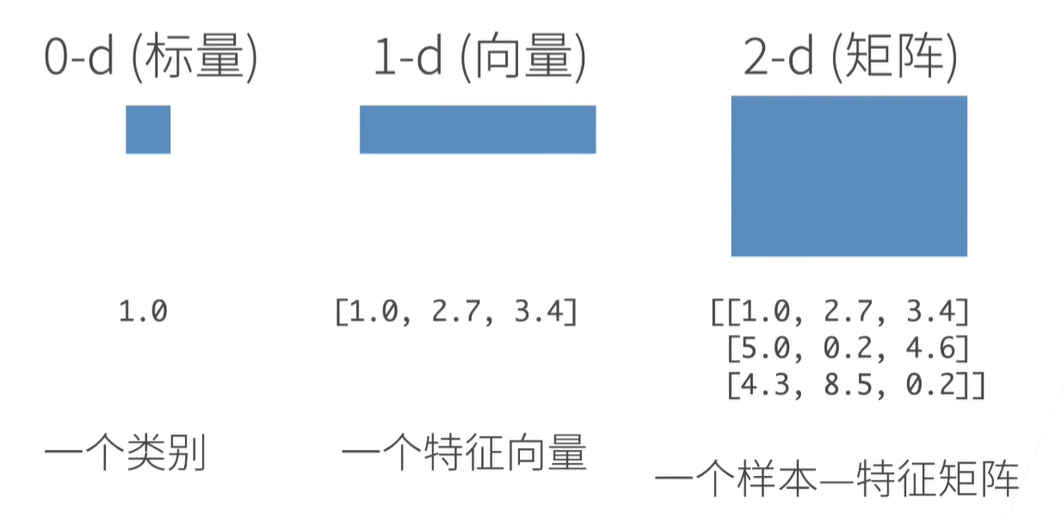 0-d (标量)
1-d (向量)
2-d (矩阵)
1.0
[1.0, 2.7, 3.4]
[[1.0, 2.7, 3.4]
[5.0, 0.2, 4.6]
[4.3, 8.5, 0.2]]
一个类别
一个特征向量
一个样本—特征矩阵